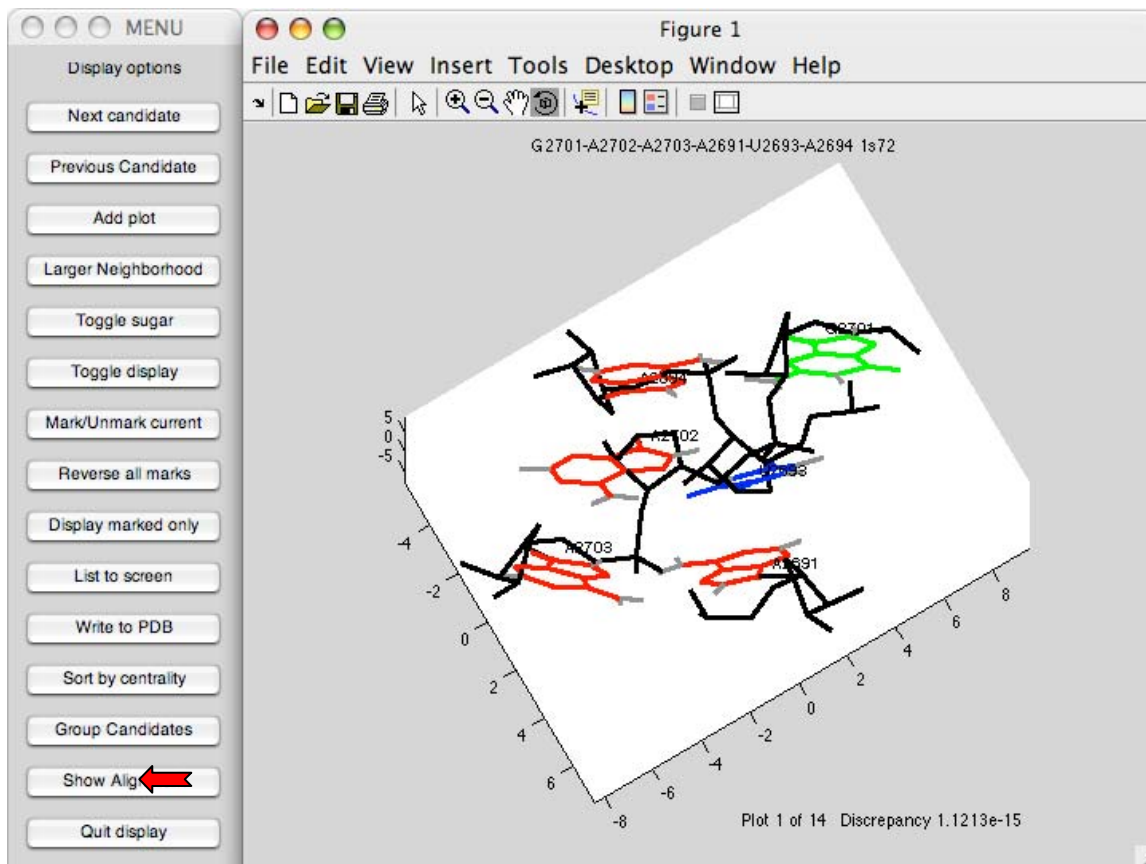 MENU
Display options
Next candidate
Previous Candidate
Add plot
Larger Neighborhood
Toggle sugar
Toggle display
Mark/Unmark current
Reverse all marks
Display marked only
List to screen
Write to PDB
Sort by centrality
Group Candidates
Show
Quit display
Figure 1
File Edit View Insert Tools Desktop Window Help
G2701-A2702-A2703-A2691-U2693-A2694 1s72
G2701
A2694
A2702
U2693
A2703
A2691
5
0
-5
-4
-2
0
2
4
6
-8
-6
-4
-2
0
2
4
6
8
Plot 1 of 14 Discrepancy 1.1213e-15